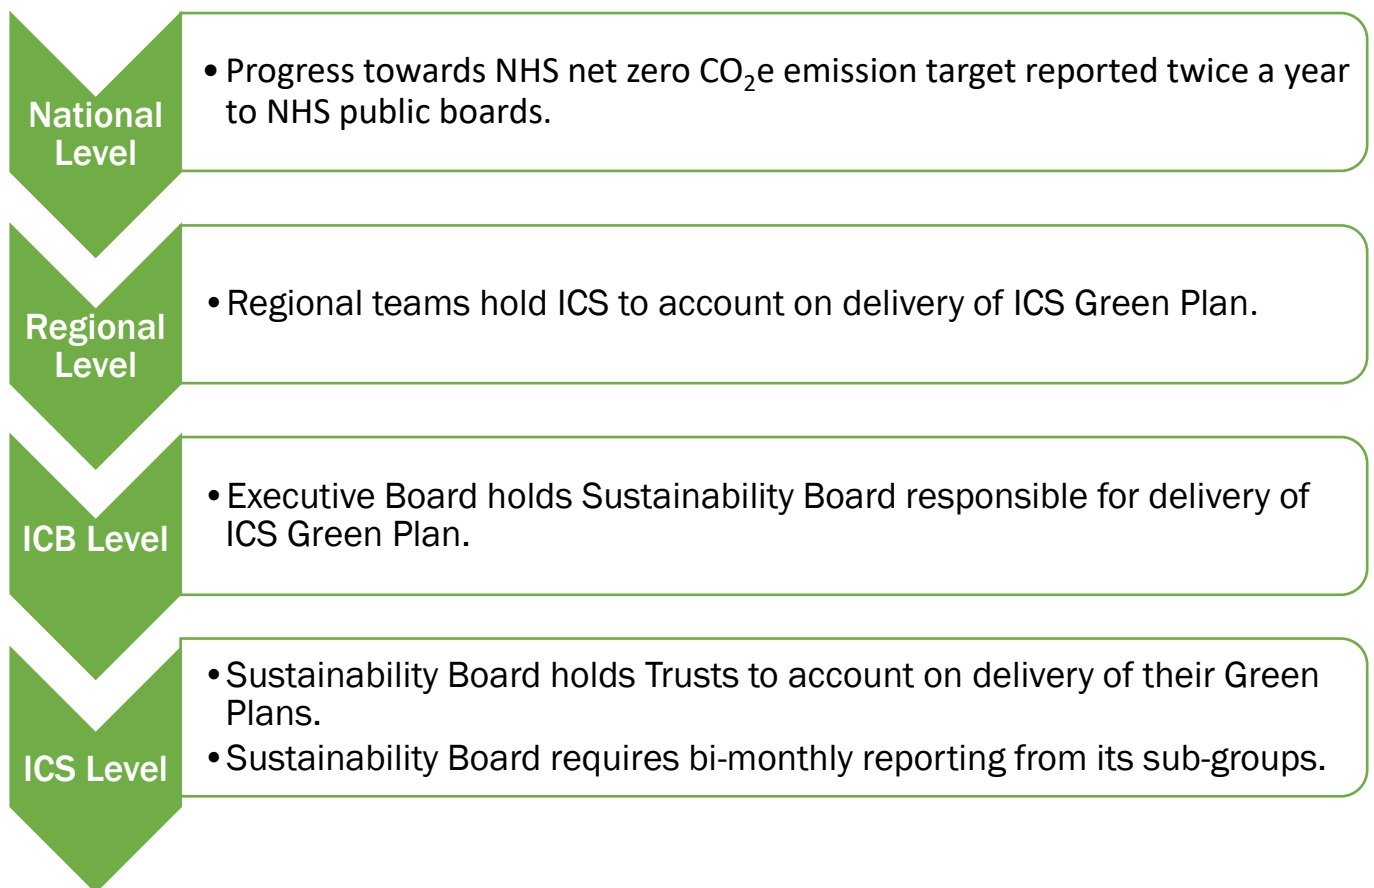 National
Level
• Progress towards NHS net zero CO₂e emission target reported twice a year
to NHS public boards.
Regional
Level
• Regional teams hold ICS to account on delivery of ICS Green Plan.
ICB Level
• Executive Board holds Sustainability Board responsible for delivery of
ICS Green Plan.
ICS Level
• Sustainability Board holds Trusts to account on delivery of their Green
Plans.
• Sustainability Board requires bi-monthly reporting from its sub-groups.